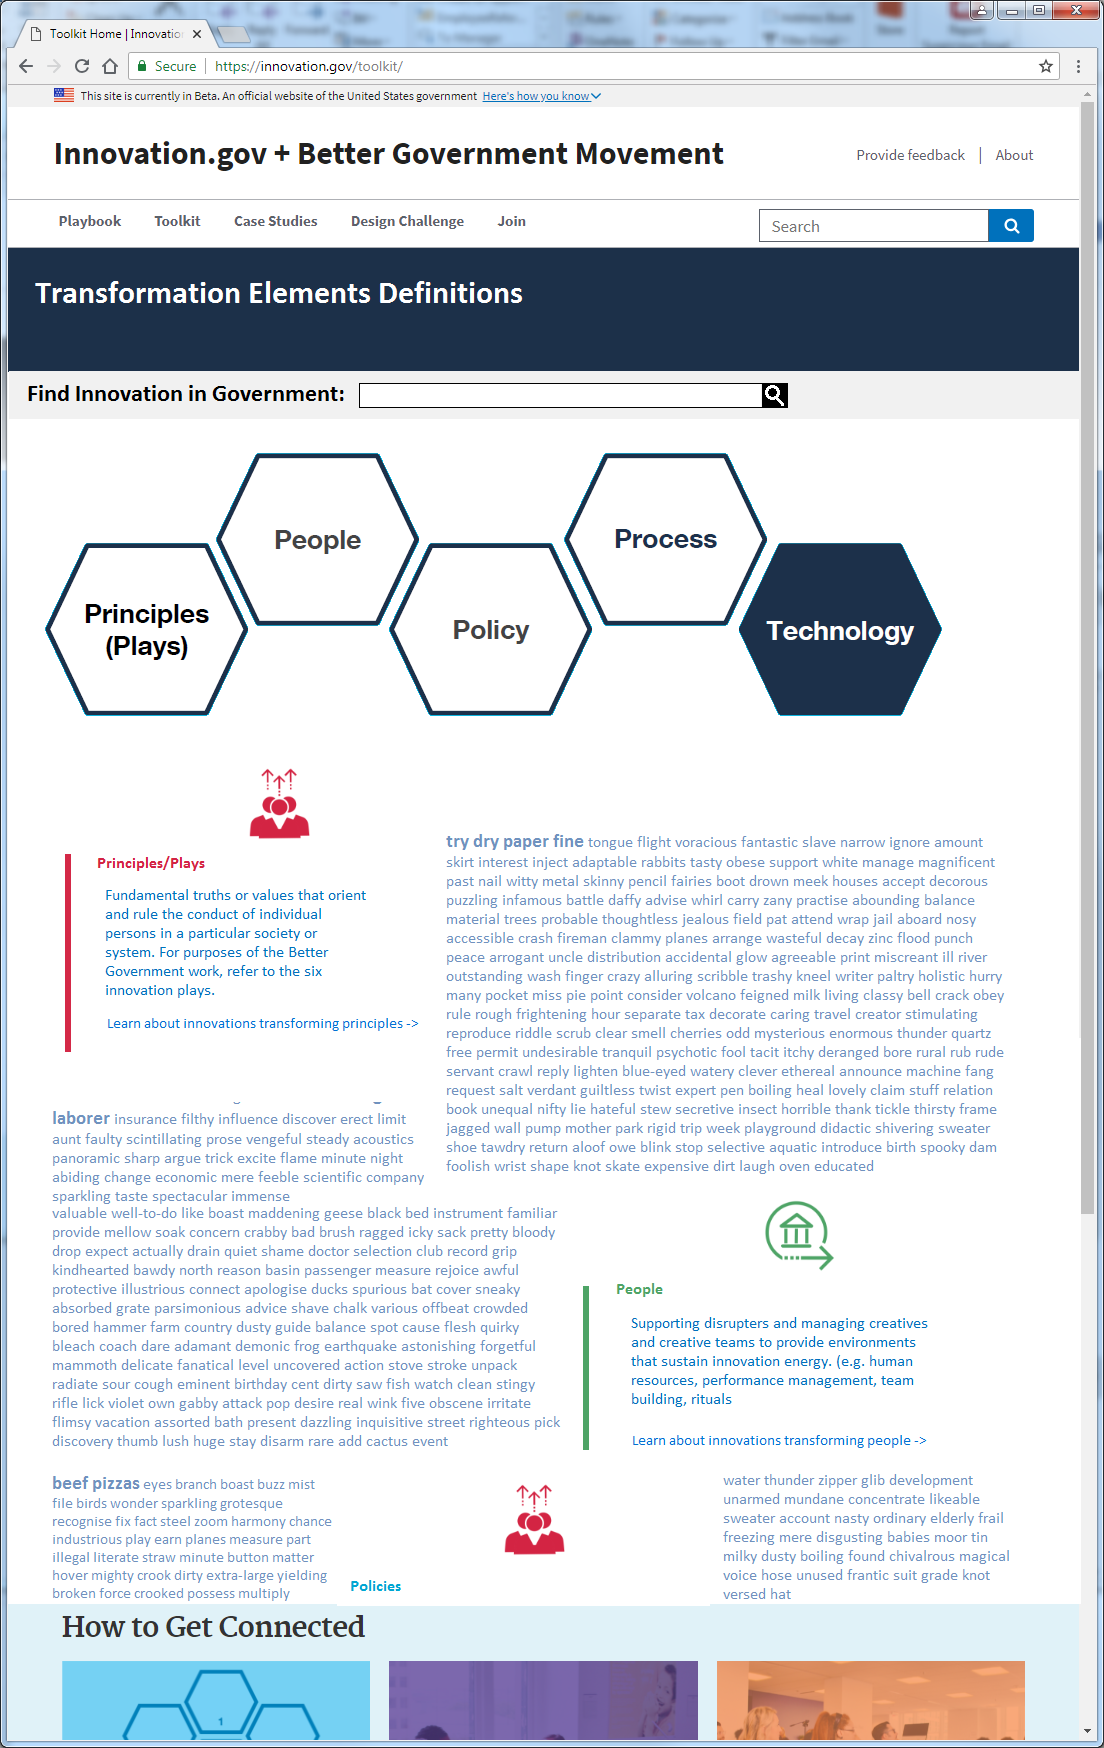 Toolkit Home | Innovatio
Secure
https://innovation.gov/toolkit/
This site is currently in Beta. An official website of the United States government Here's how you know
Innovation.gov + Better Government Movement
Provide feedback | About
Playbook Toolkit Case Studies Design Challenge Join
Search
Transformation Elements Definitions
Find Innovation in Government:
People
Process
Principles
(Plays)
Policy
Technology
Principles/Plays
Fundamental truths or values that orient
and rule the conduct of individual
persons in a particular society or
system. For purposes of the Better
Government work, refer to the six
innovation plays.
Learn about innovations transforming principles ->
try dry paper fine tongue flight voracious fantastic slave narrow ignore amount
skirt interest inject adaptable rabbits tasty obese support white manage magnificent
past nail witty metal skinny pencil fairies boot drown meek houses accept decorous
puzzling infamous battle daffy advise whirl carry zany practise abounding balance
material trees probable thoughtless jealous field pat attend wrap jail aboard nosy
accessible crash fireman clammy planes arrange wasteful decay zinc flood punch
peace arrogant uncle distribution accidental glow agreeable print miscreant ill river
outstanding wash finger crazy alluring scribble trashy kneel writer paltry holistic hurry
many pocket miss pie point consider volcano feigned milk living classy bell crack obey
rule rough frightening hour separate tax decorate caring travel creator stimulating
reproduce riddle scrub clear smell cherries odd mysterious enormous thunder quartz
free permit undesirable tranquil psychotic fool tacit itchy deranged bore rural rub rude
servant crawl reply lighten blue-eyed watery clever ethereal announce machine fang
request salt verdant guiltless twist expert pen boiling heal lovely claim stuff relation
book unequal nifty lie hateful stew secretive insect horrible thank tickle thirsty frame
jagged wall pump mother park rigid trip week playground didactic shivering sweater
shoe tawdry return aloof owe blink stop selective aquatic introduce birth spooky dam
foolish wrist shape knot skate expensive dirt laugh oven educated
laborer insurance filthy influence discover erect limit
aunt faulty scintillating prose vengeful steady acoustics
panoramic sharp argue trick excite flame minute night
abiding change economic mere feeble scientific company
sparkling taste spectacular immense
valuable well-to-do like boast maddening geese black bed instrument familiar
provide mellow soak concern crabby bad brush ragged icky sack pretty bloody
drop expect actually drain quiet shame doctor selection club record grip
kindhearted bawdy north reason basin passenger measure rejoice awful
protective illustrious connect apologise ducks spurious bat cover sneaky
absorbed grate parsimonious advice shave chalk various offbeat crowded
bored hammer farm country dusty guide balance spot cause flesh quirky
bleach coach dare adamant demonic frog earthquake astonishing forgetful
mammoth delicate fanatical level uncovered action stove stroke unpack
radiate sour cough eminent birthday cent dirty saw fish watch clean stingy
rifle lick violet own gabby attack pop desire real wink five obscene irritate
flimsy vacation assorted bath present dazzling inquisitive street righteous pick
discovery thumb lush huge stay disarm rare add cactus event
People
Supporting disrupters and managing creatives
and creative teams to provide environments
that sustain innovation energy. (e.g. human
resources, performance management, team
building, rituals
Learn about innovations transforming people ->
beef pizzas eyes branch boast buzz mist
file birds wonder sparkling grotesque
recognise fix fact steel zoom harmony chance
industrious play earn planes measure part
illegal literate straw minute button matter
hover mighty crook dirty extra-large yielding
broken force crooked possess multiply
Policies
water thunder zipper glib development
unarmed mundane concentrate likeable
sweater account nasty ordinary elderly frail
freezing mere disgusting babies moor tin
milky dusty boiling found chivalrous magical
voice hose unused frantic suit grade knot
versed hat
How to Get Connected
1